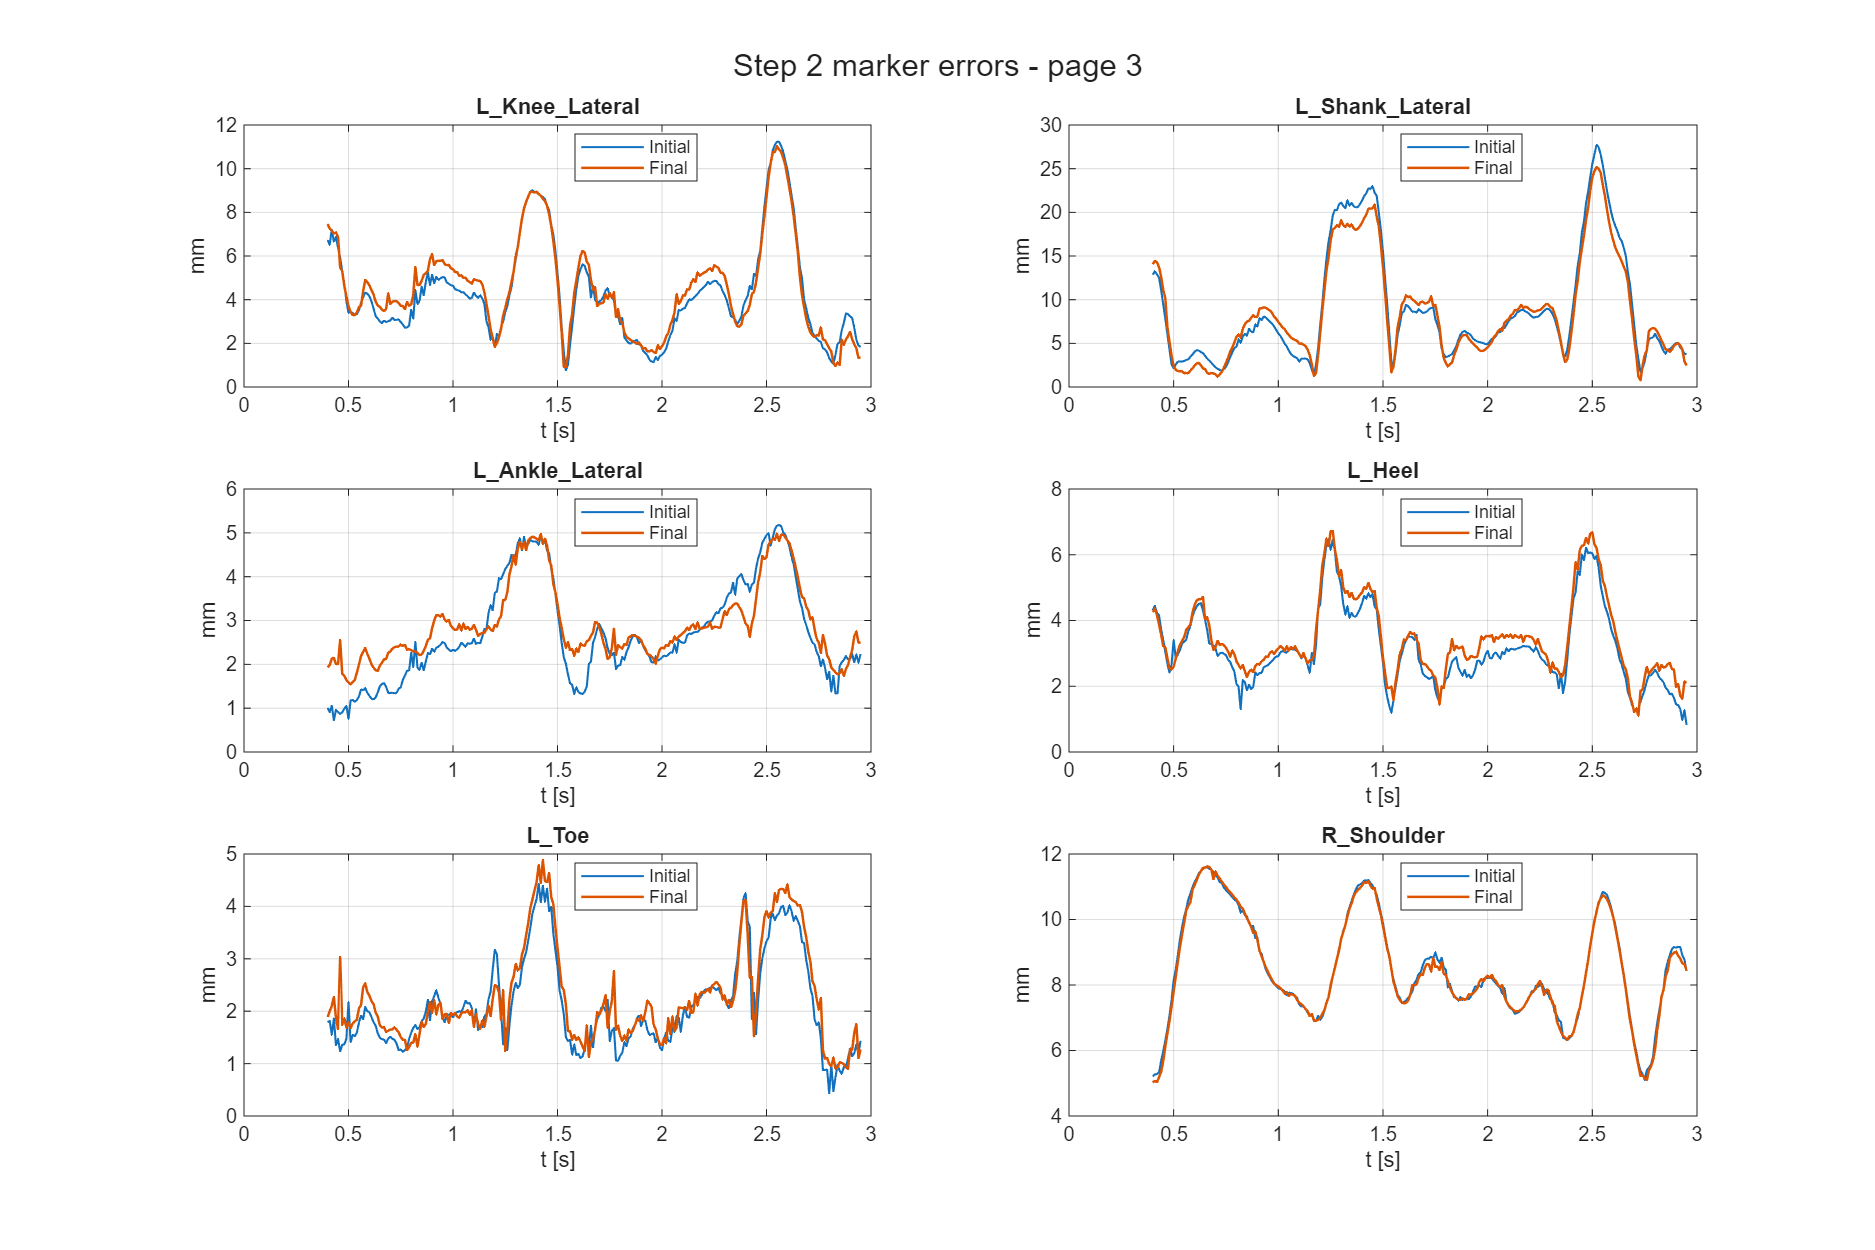 Step 2 marker errors - page 3
L_Knee_Lateral
12
10
8
6
4
2
0
mm
0 0.5 1 1.5 2 2.5 3
t [s]
Initial
Final
L_Shank_Lateral
30
25
20
15
10
5
0
mm
0 0.5 1 1.5 2 2.5 3
t [s]
Initial
Final
L_Ankle_Lateral
6
5
4
3
2
1
0
mm
0 0.5 1 1.5 2 2.5 3
t [s]
Initial
Final
L_Heel
8
6
4
2
0
mm
0 0.5 1 1.5 2 2.5 3
t [s]
Initial
Final
L_Toe
5
4
3
2
1
0
mm
0 0.5 1 1.5 2 2.5 3
t [s]
Initial
Final
R_Shoulder
12
10
8
6
4
mm
0 0.5 1 1.5 2 2.5 3
t [s]
Initial
Final